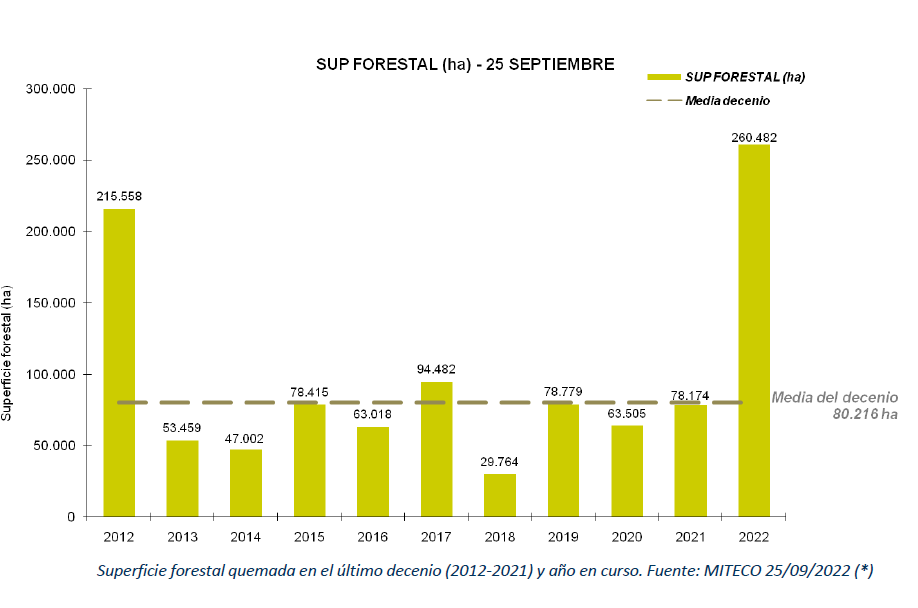 SUP FORESTAL (ha) - 25 SEPTIEMBRE
SUP FORESTAL (ha)
Media decenio
Superficie forestal (ha)
300.000
250.000
200.000
150.000
100.000
50.000
0
215.558
53.459
47.002
78.415
63.018
94.482
29.764
78.779
63.505
78.174
260.482
Media del decenio
80.216 ha
2012 2013 2014 2015 2016 2017 2018 2019 2020 2021 2022
Superficie forestal quemada en el último decenio (2012-2021) y año en curso. Fuente: MITECO 25/09/2022 (*)